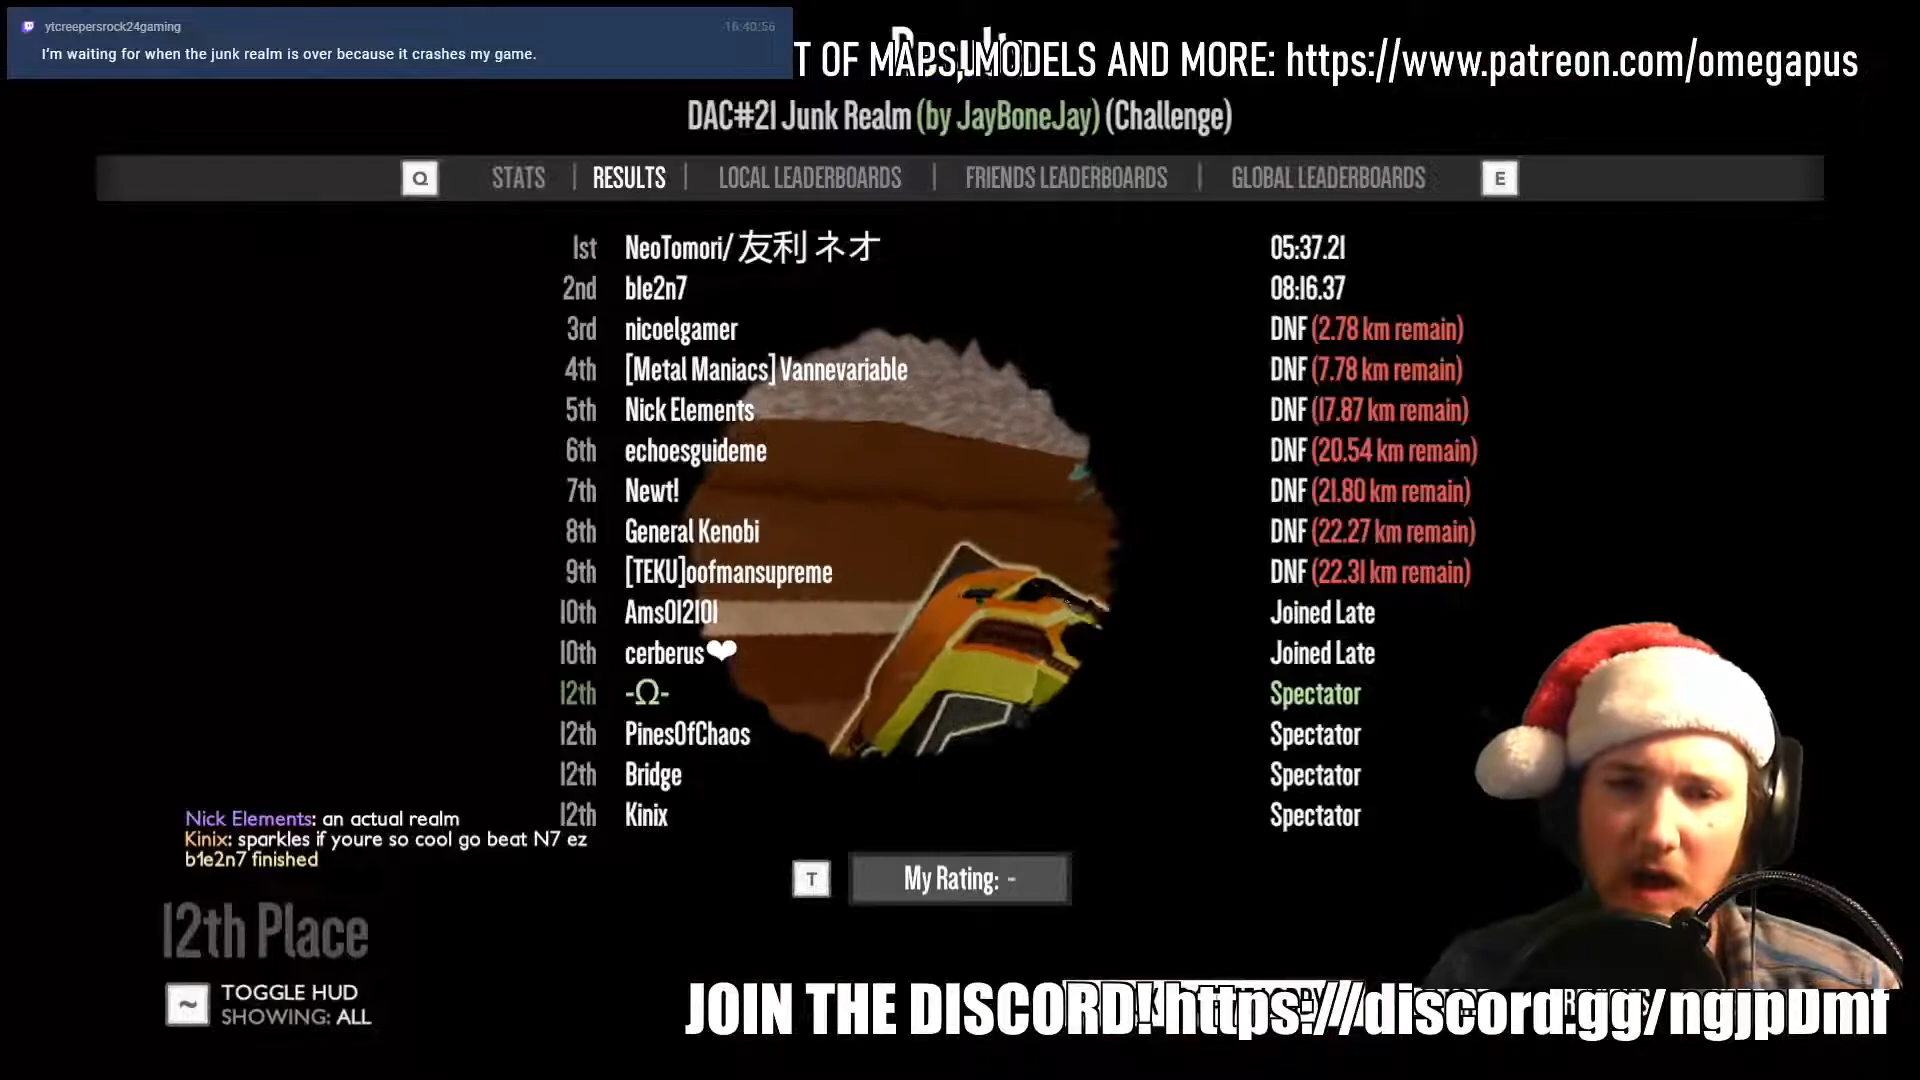 ytcreepersrock24gaming
-16:40:56
I'm waiting for when the junk realm is over because it crashes my game.
T OF MAPS, MODELS AND MORE: https://www.patreon.com/omegapus
DAC#21 Junk Realm (by JayBoneJay) (Challenge)
Q STATS | RESULTS | LOCAL LEADERBOARDS | FRIENDS LEADERBOARDS | GLOBAL LEADERBOARDS E
1st NeoTomori/ 友利 ネオ 05:37.21
2nd b1e2n7 08:16.37
3rd nicoelgamer DNF (2.78 km remain)
4th [Metal Maniacs] Vannevariable DNF (7.78 km remain)
5th Nick Elements DNF (17.87 km remain)
6th echoesguideme DNF (20.54 km remain)
7th Newt! DNF (21.80 km remain)
8th General Kenobi DNF (22.27 km remain)
9th [TEKU]oofmansupreme DNF (22.31 km remain)
10th Ams012101 Joined Late
10th cerberus❤ Joined Late
12th -Ω- Spectator
12th PinesOfChaos Spectator
12th Bridge Spectator
12th Kinix Spectator
Nick Elements: an actual realm
Kinix: sparkles if youre so cool go beat N7 ez
b1e2n7 finished
T My Rating: -
12th Place
~ TOGGLE HUD
SHOWING: ALL
JOIN THE DISCORD! https://discord.gg/ngjpDmf